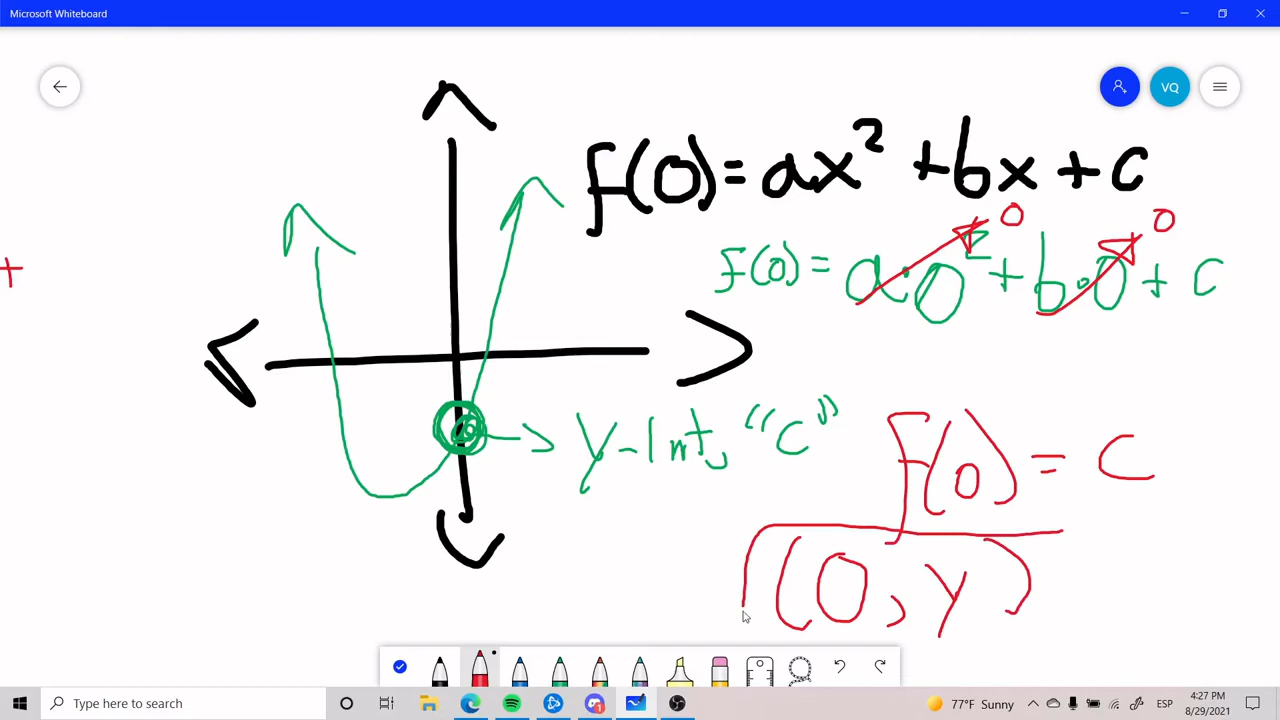 Microsoft Whiteboard
VQ
f(0)= ax² +bx +c
0 0
f(0)= a·0² + b·0 + c
+
y-int, "c"
f(0) = C
(0, y)
Type here to search
77°F Sunny
ESP
4:27 PM
8/29/2021